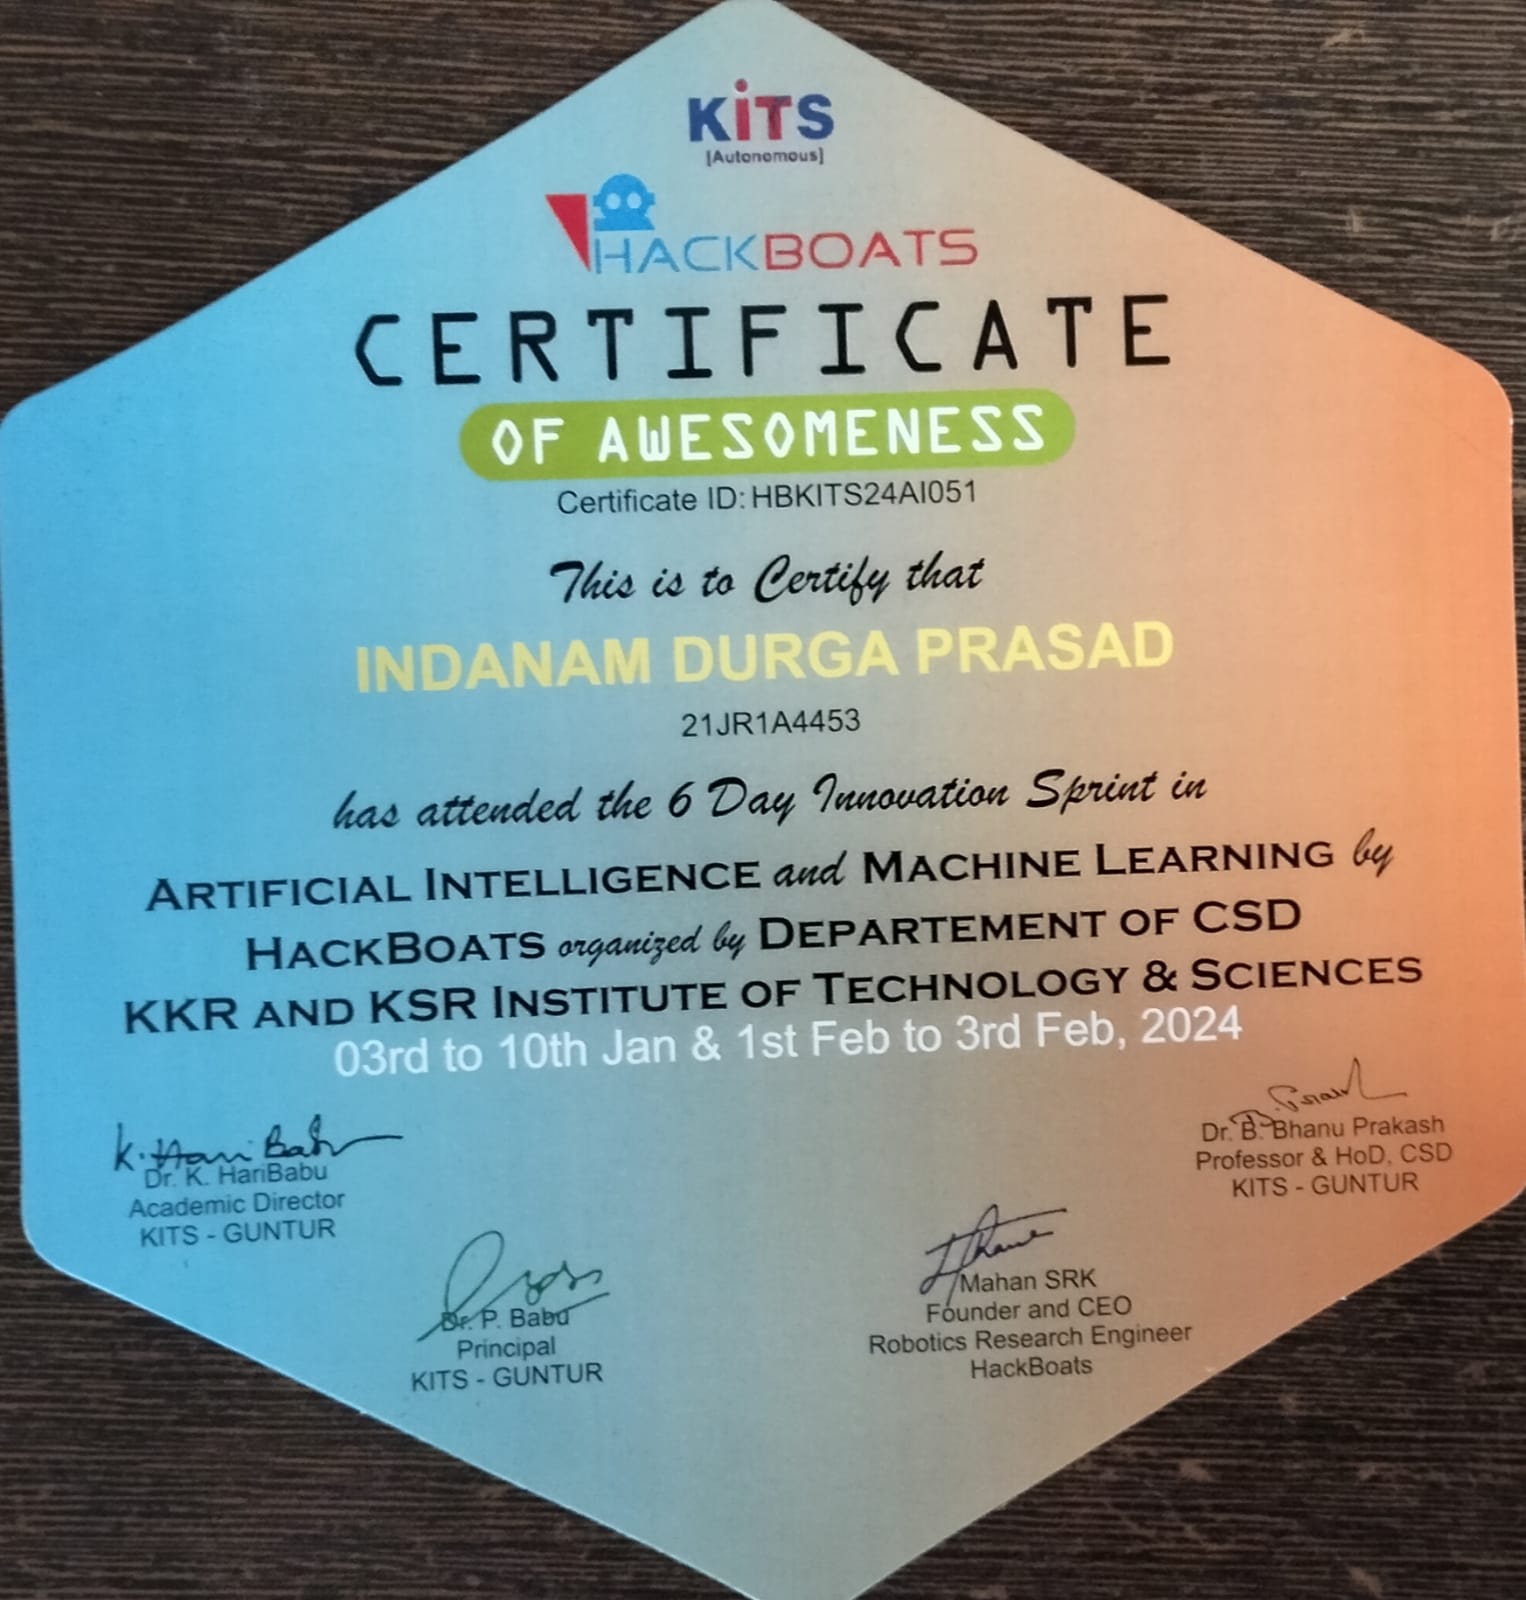 KiTS
[Autonomous]
HACKBOATS
CERTIFICATE
OF AWESOMENESS
Certificate ID: HBKITS24AI051
This is to Certify that
INDANAM DURGA PRASAD
21JR1A4453
has attended the 6 Day Innovation Sprint in
ARTIFICIAL INTELLIGENCE and MACHINE LEARNING by
HACKBOATS organized by DEPARTEMENT OF CSD
KKR AND KSR INSTITUTE OF TECHNOLOGY & SCIENCES
03rd to 10th Jan & 1st Feb to 3rd Feb, 2024
K. Hari Babu
Dr. K. HariBabu
Academic Director
KITS - GUNTUR
Dr. P. Babu
Principal
KITS - GUNTUR
Mahan SRK
Founder and CEO
Robotics Research Engineer
HackBoats
Dr. B. Bhanu Prakash
Professor & HoD, CSD
KITS - GUNTUR